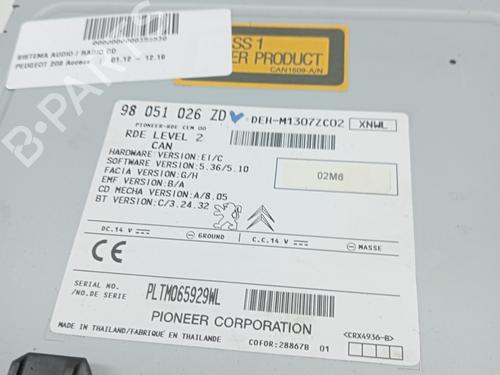 SISTEMA AUDIO / RADIO CD
PEUGEOT 208 Access
01.12 - 12.18
SS 1
ER PRODUCT
CAN1609-A/N
98 051 026 ZD
DEH-M1307ZC02
XNWL
PIONEER-RDE CEM 00
RDE LEVEL 2
CAN
HARDWARE VERSION:EI/C
SOFTWARE VERSION:5.36/5.10
FACIA VERSION:G/H
EMF VERSION:B/A
CD MECHA VERSION:A/8.05
BT VERSION:C/3.24.32
02M6
DC.14 V
GROUND
C.C.14 V
MASSE
CE
SERIAL NO.
/NO.DE SERIE
PLTM065929WL
PIONEER CORPORATION
<CRX4936-B>
MADE IN THAILAND/FABRIQUÉ EN THAILANDE
COFOR:28867B 01
B-PARTS